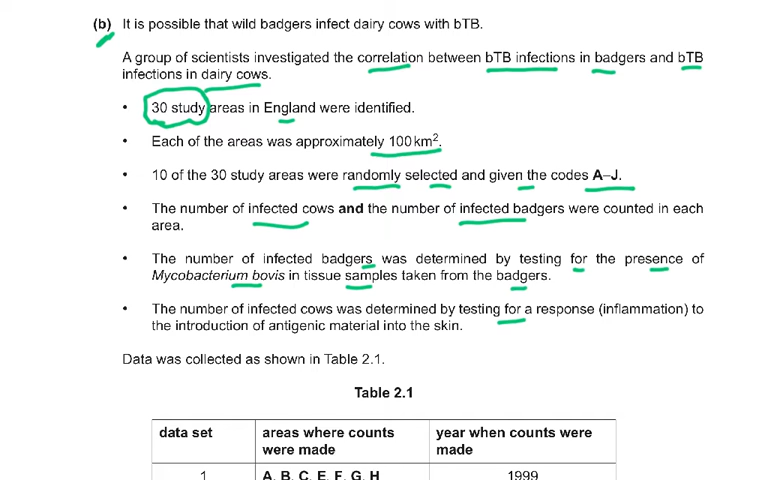 (b) It is possible that wild badgers infect dairy cows with bTB.
A group of scientists investigated the correlation between bTB infections in badgers and bTB
infections in dairy cows.
• 30 study areas in England were identified.
• Each of the areas was approximately 100 km².
• 10 of the 30 study areas were randomly selected and given the codes A–J.
• The number of infected cows and the number of infected badgers were counted in each
area.
• The number of infected badgers was determined by testing for the presence of
Mycobacterium bovis in tissue samples taken from the badgers.
• The number of infected cows was determined by testing for a response (inflammation) to
the introduction of antigenic material into the skin.
Data was collected as shown in Table 2.1.
Table 2.1
data set areas where counts year when counts were
were made made
1 A, B, C, E, F, G, H 1999